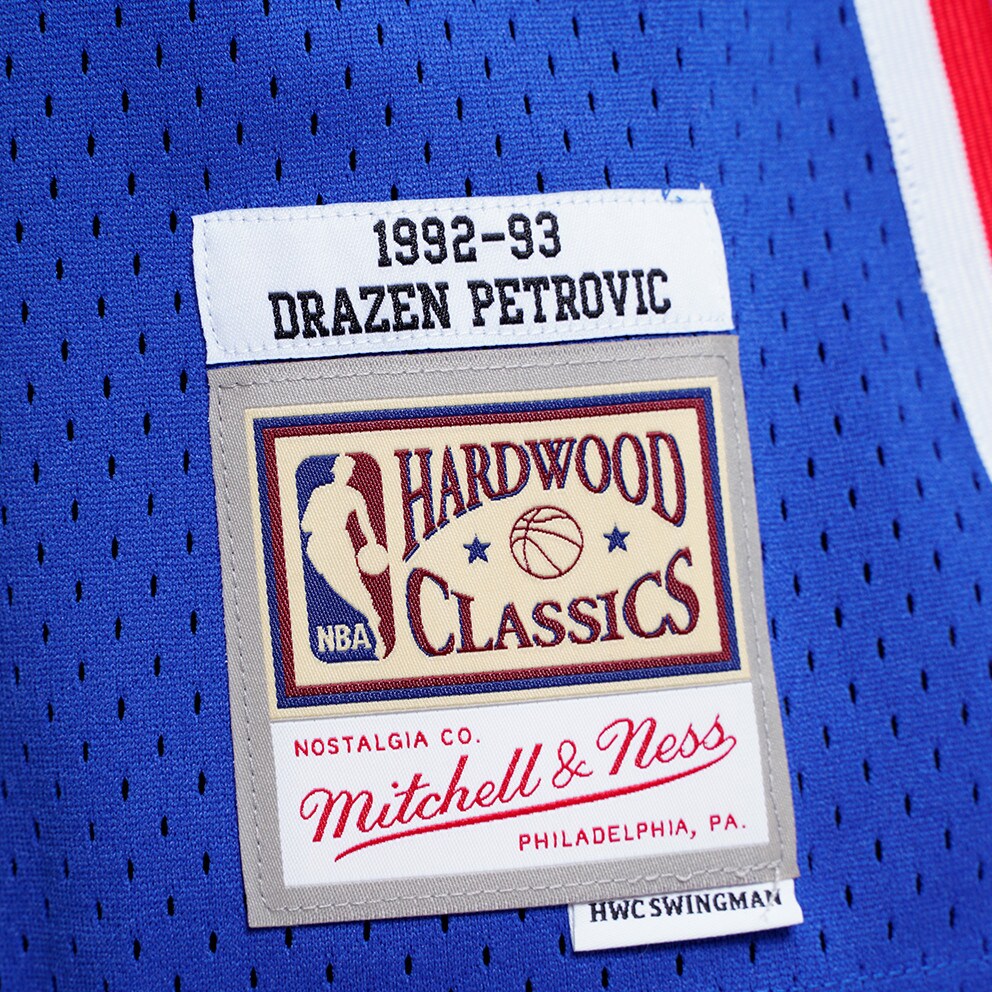 1992-93
DRAZEN PETROVIC
HARDWOOD
CLASSICS
NBA
NOSTALGIA CO.
Mitchell & Ness
PHILADELPHIA, PA.
HWC SWINGMAN